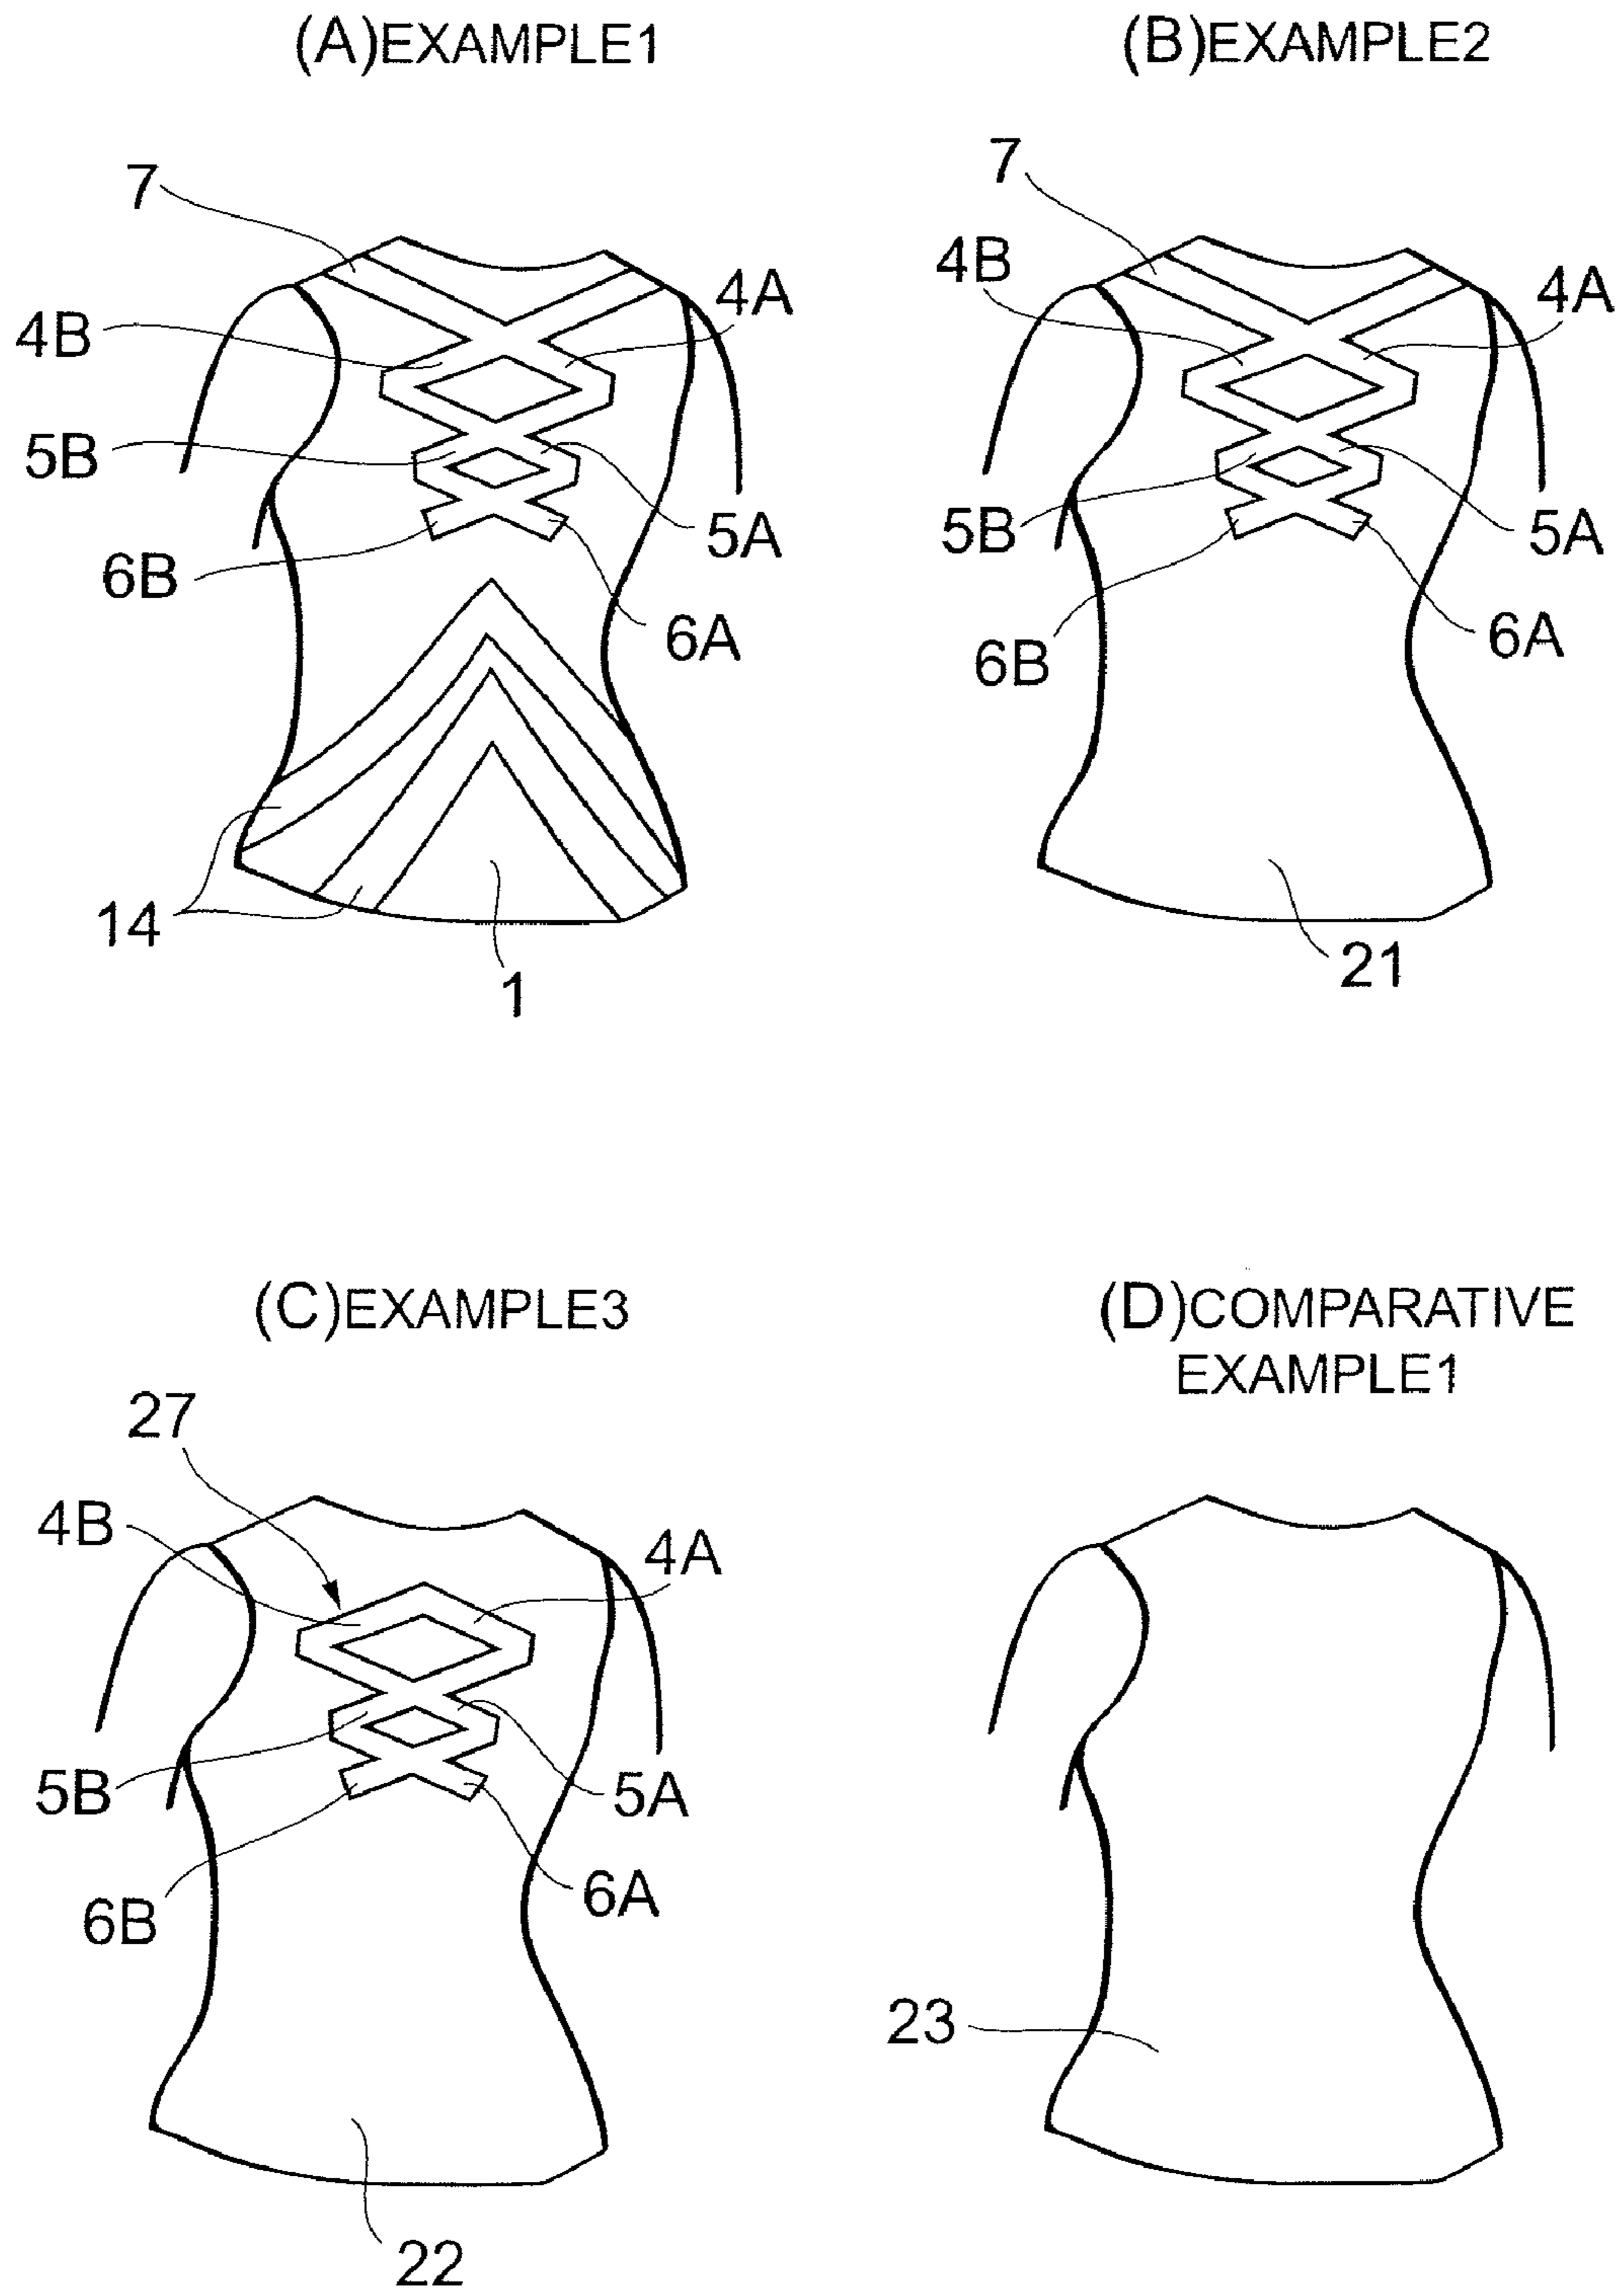 (A)EXAMPLE1
7
4B
4A
5B
5A
6B
6A
14
1
(B)EXAMPLE2
7
4B
4A
5B
5A
6B
6A
21
(C)EXAMPLE3
27
4B
4A
5B
5A
6B
6A
22
(D)COMPARATIVE
EXAMPLE1
23